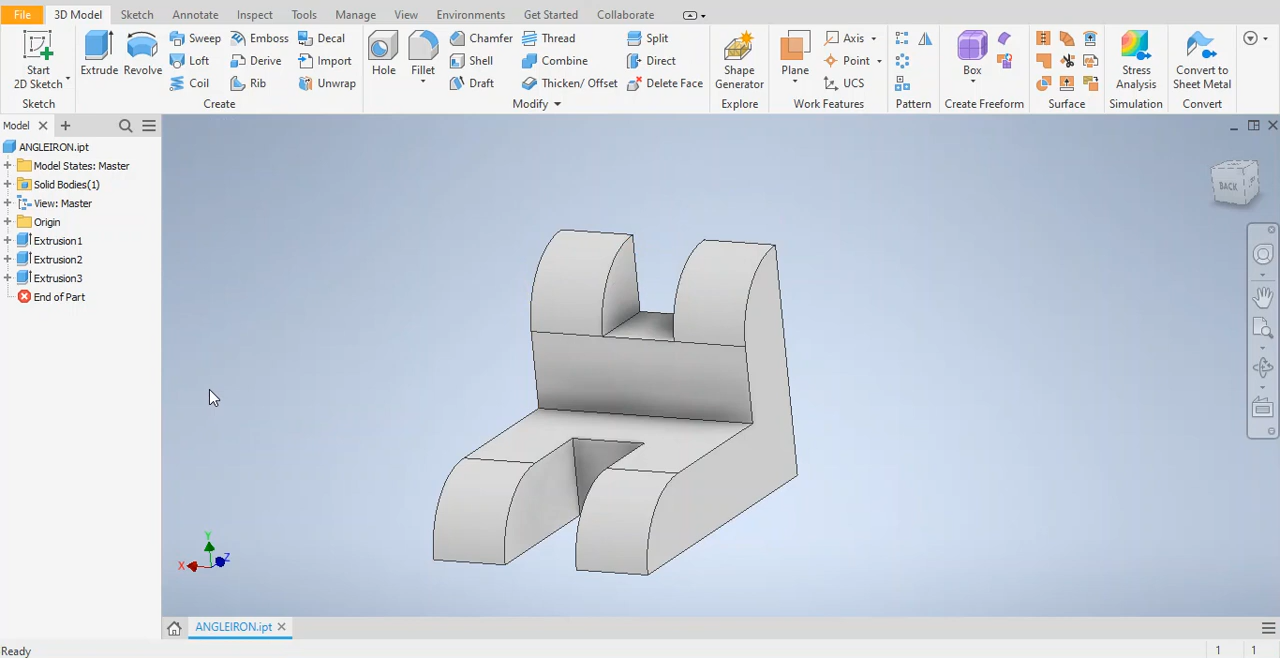 File 3D Model Sketch Annotate Inspect Tools Manage View Environments Get Started Collaborate
Start
2D Sketch
Sketch
Extrude
Revolve
Sweep
Loft
Coil
Emboss
Derive
Rib
Decal
Import
Unwrap
Create
Hole
Fillet
Chamfer
Shell
Draft
Thread
Combine
Thicken/ Offset
Split
Direct
Delete Face
Modify
Shape
Generator
Explore
Plane
Axis
Point
UCS
Work Features
Pattern
Box
Create Freeform
Surface
Stress
Analysis
Simulation
Convert to
Sheet Metal
Convert
Model
ANGLEIRON.ipt
Model States: Master
Solid Bodies(1)
View: Master
Origin
Extrusion1
Extrusion2
Extrusion3
End of Part
BACK
Y
Z
X
ANGLEIRON.ipt
Ready
1 1